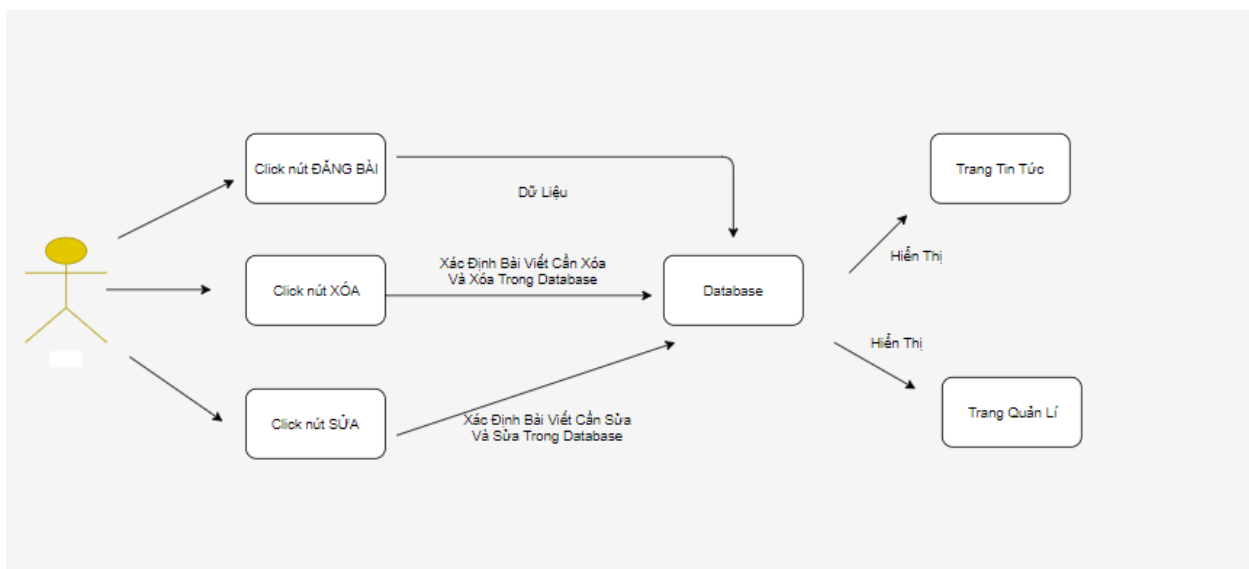 Click nút ĐĂNG BÀI
Dữ Liệu
Trang Tin Tức
Hiển Thị
Xác Định Bài Viết Cần Xóa
Và Xóa Trong Database
Click nút XÓA
Database
Hiển Thị
Click nút SỬA
Xác Định Bài Viết Cần Sửa
Và Sửa Trong Database
Trang Quản Lí